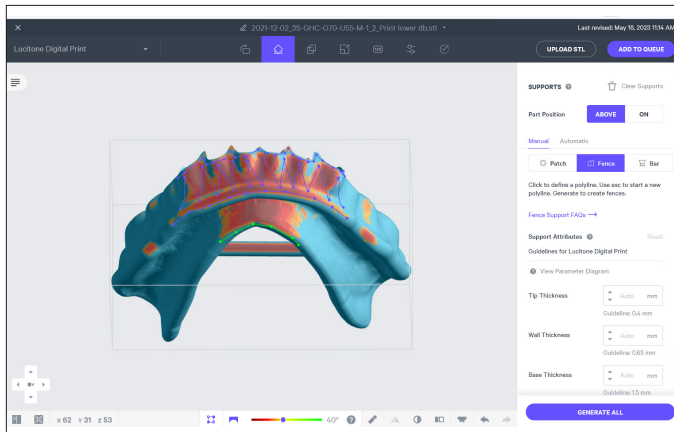 2021-12-02_3S-GHC-O70-U55-M-1_2_Print lower db.stl
Last revised: May 18, 2023 11:14 AM
Lucitone Digital Print
UPLOAD STL
ADD TO QUEUE
SUPPORTS
Clear Supports
Part Position
ABOVE
ON
Manual
Automatic
Patch
Fence
Bar
Click to define a polyline. Use esc to start a new
polyline. Generate to create fences.
Fence Support FAQs →
Support Attributes
Reset
Guidelines for Lucitone Digital Print
View Parameter Diagram
Tip Thickness
Auto mm
Guideline: 0.4 mm
Wall Thickness
Auto mm
Guideline: 0.65 mm
Base Thickness
Auto mm
Guideline: 1.5 mm
GENERATE ALL
X 62 Y 31 Z 53
40°